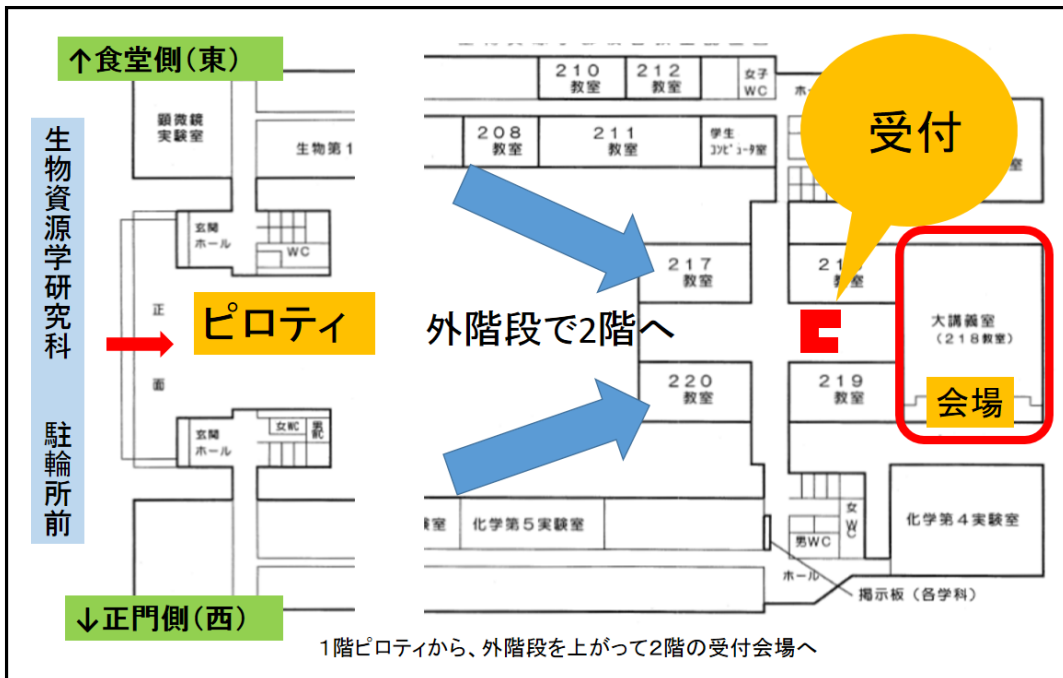 ↑食堂側(東)
生物資源学研究科　駐輪所前
↓正門側(西)
顕微鏡
実験室
生物第1
玄関
ホール
WC
正面
ピロティ
玄関
ホール
女WC
男WC
210
教室
212
教室
女子
WC
208
教室
211
教室
学生
ｺﾝﾋﾟｭｰﾀ室
受付
217
教室
教室
外階段で2階へ
大講義室
(218教室)
会場
220
教室
219
教室
化学第5実験室
男WC
女WC
化学第4実験室
ホール
掲示板(各学科)
1階ピロティから、外階段を上がって2階の受付会場へ